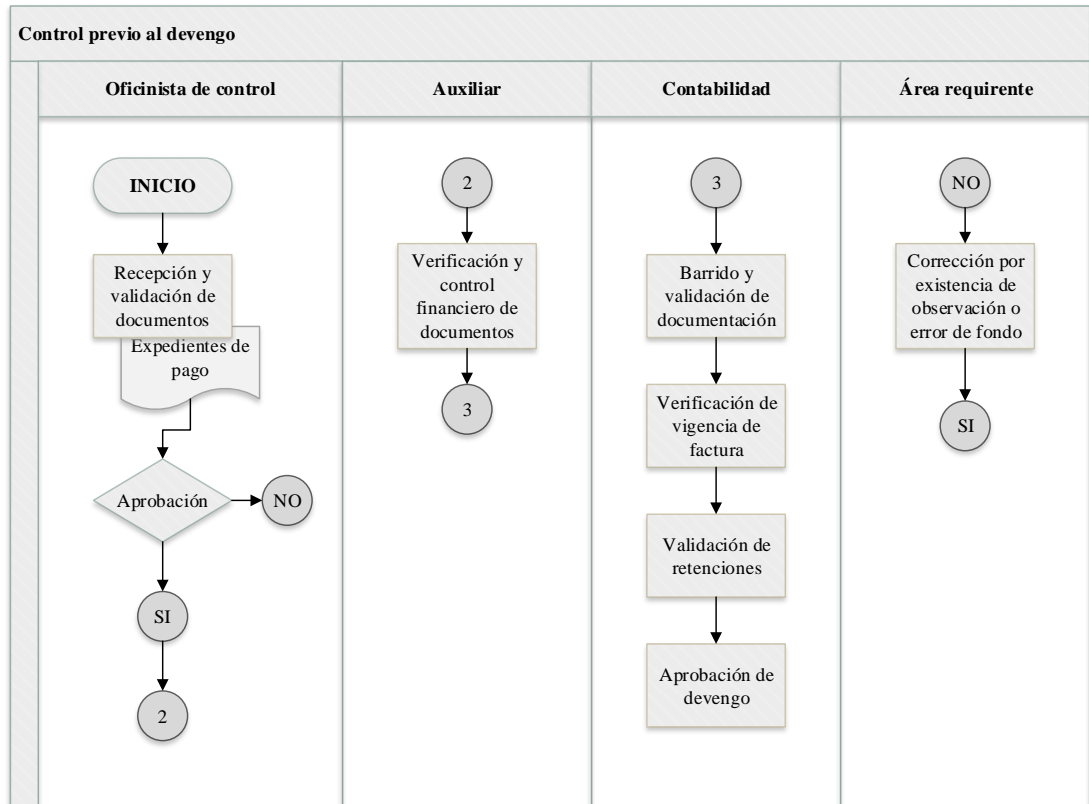 Control previo al devengo
Oficinista de control
Auxiliar
Contabilidad
Área requirente
INICIO
Recepción y
validación de
documentos
Expedientes de
pago
Aprobación
NO
SI
2
2
Verificación y
control
financiero de
documentos
3
3
Barrido y
validación de
documentación
Verificación de
vigencia de
factura
Validación de
retenciones
Aprobación de
devengo
NO
Corrección por
existencia de
observación o
error de fondo
SI